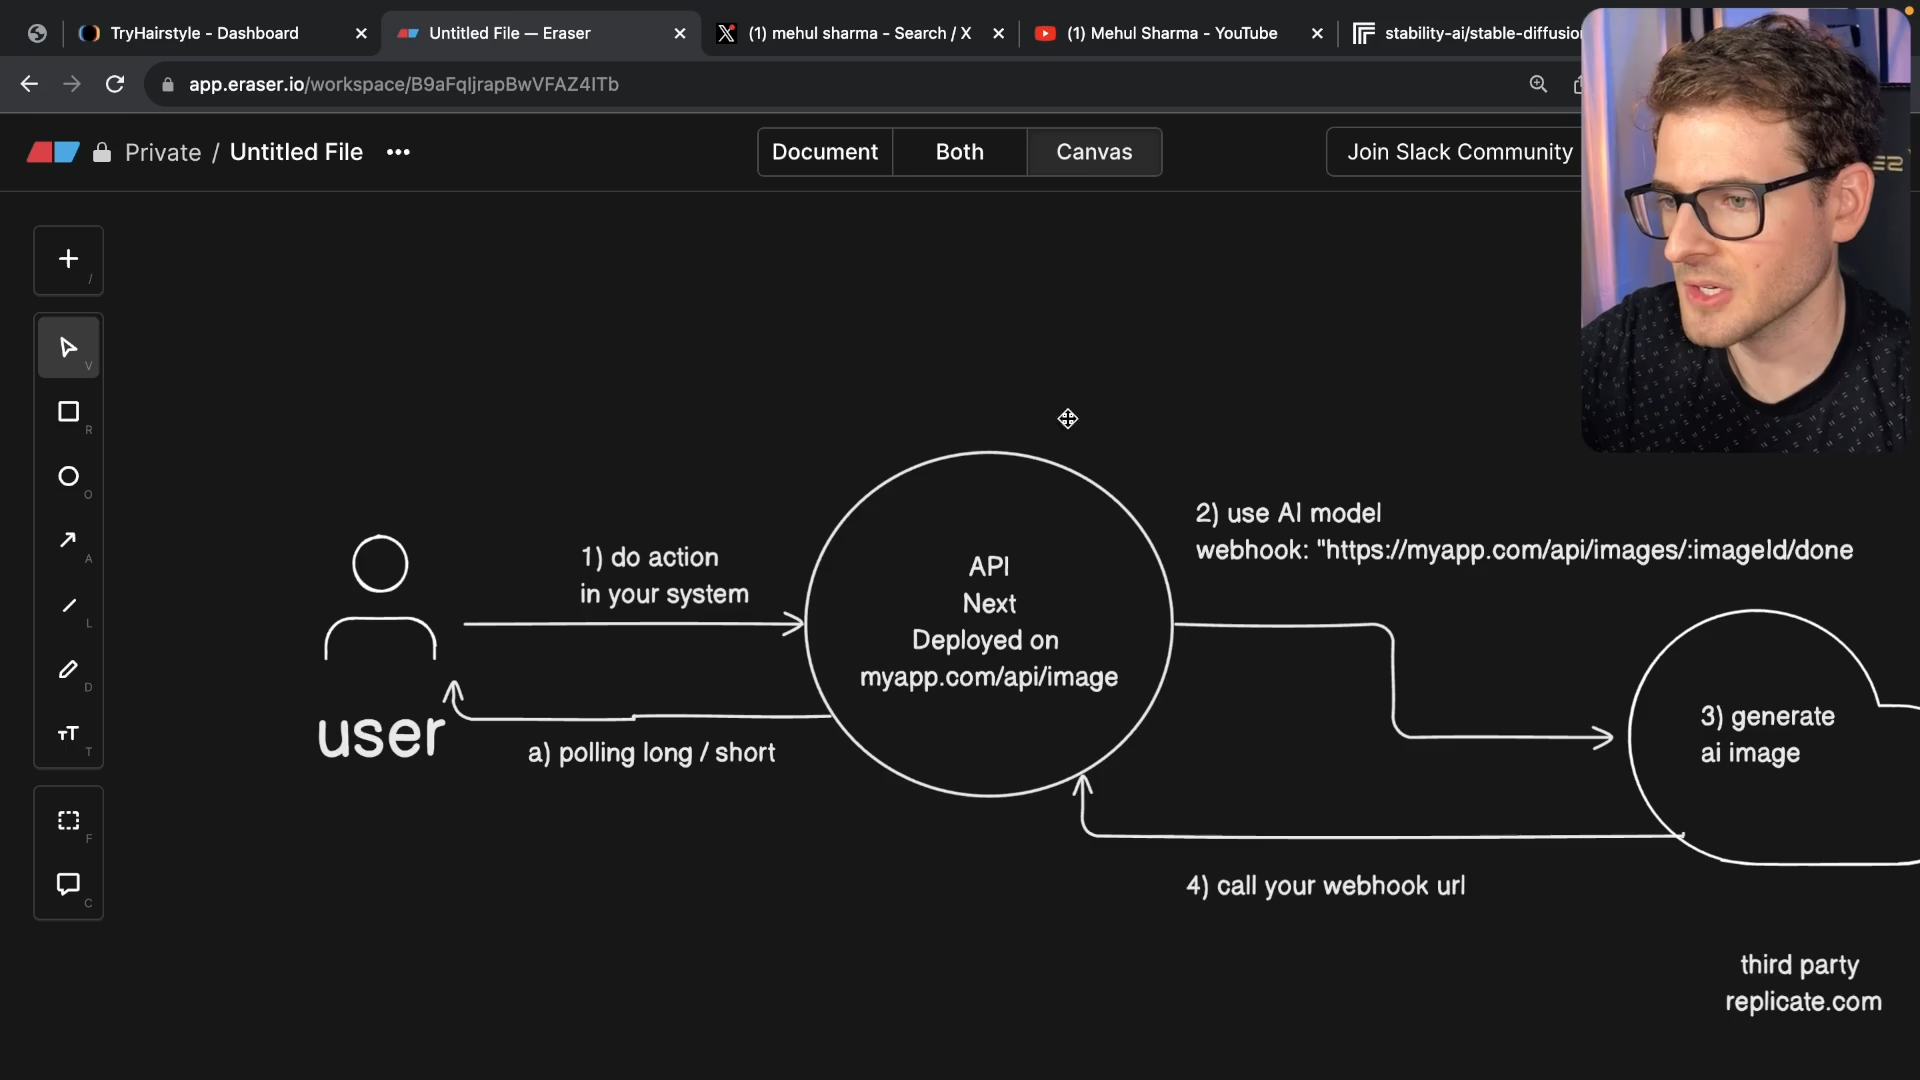 TryHairstyle - Dashboard
Untitled File — Eraser
(1) mehul sharma - Search / X
(1) Mehul Sharma - YouTube
stability-ai/stable-diffusion
app.eraser.io/workspace/B9aFqIjrapBwVFAZ4ITb
Private / Untitled File •••
Document
Both
Canvas
Join Slack Community
/
V
R
O
A
L
D
T
F
C
user
1) do action
in your system
a) polling long / short
API
Next
Deployed on
myapp.com/api/image
2) use AI model
webhook: "https://myapp.com/api/images/:imageId/done
3) generate
ai image
4) call your webhook url
third party
replicate.com